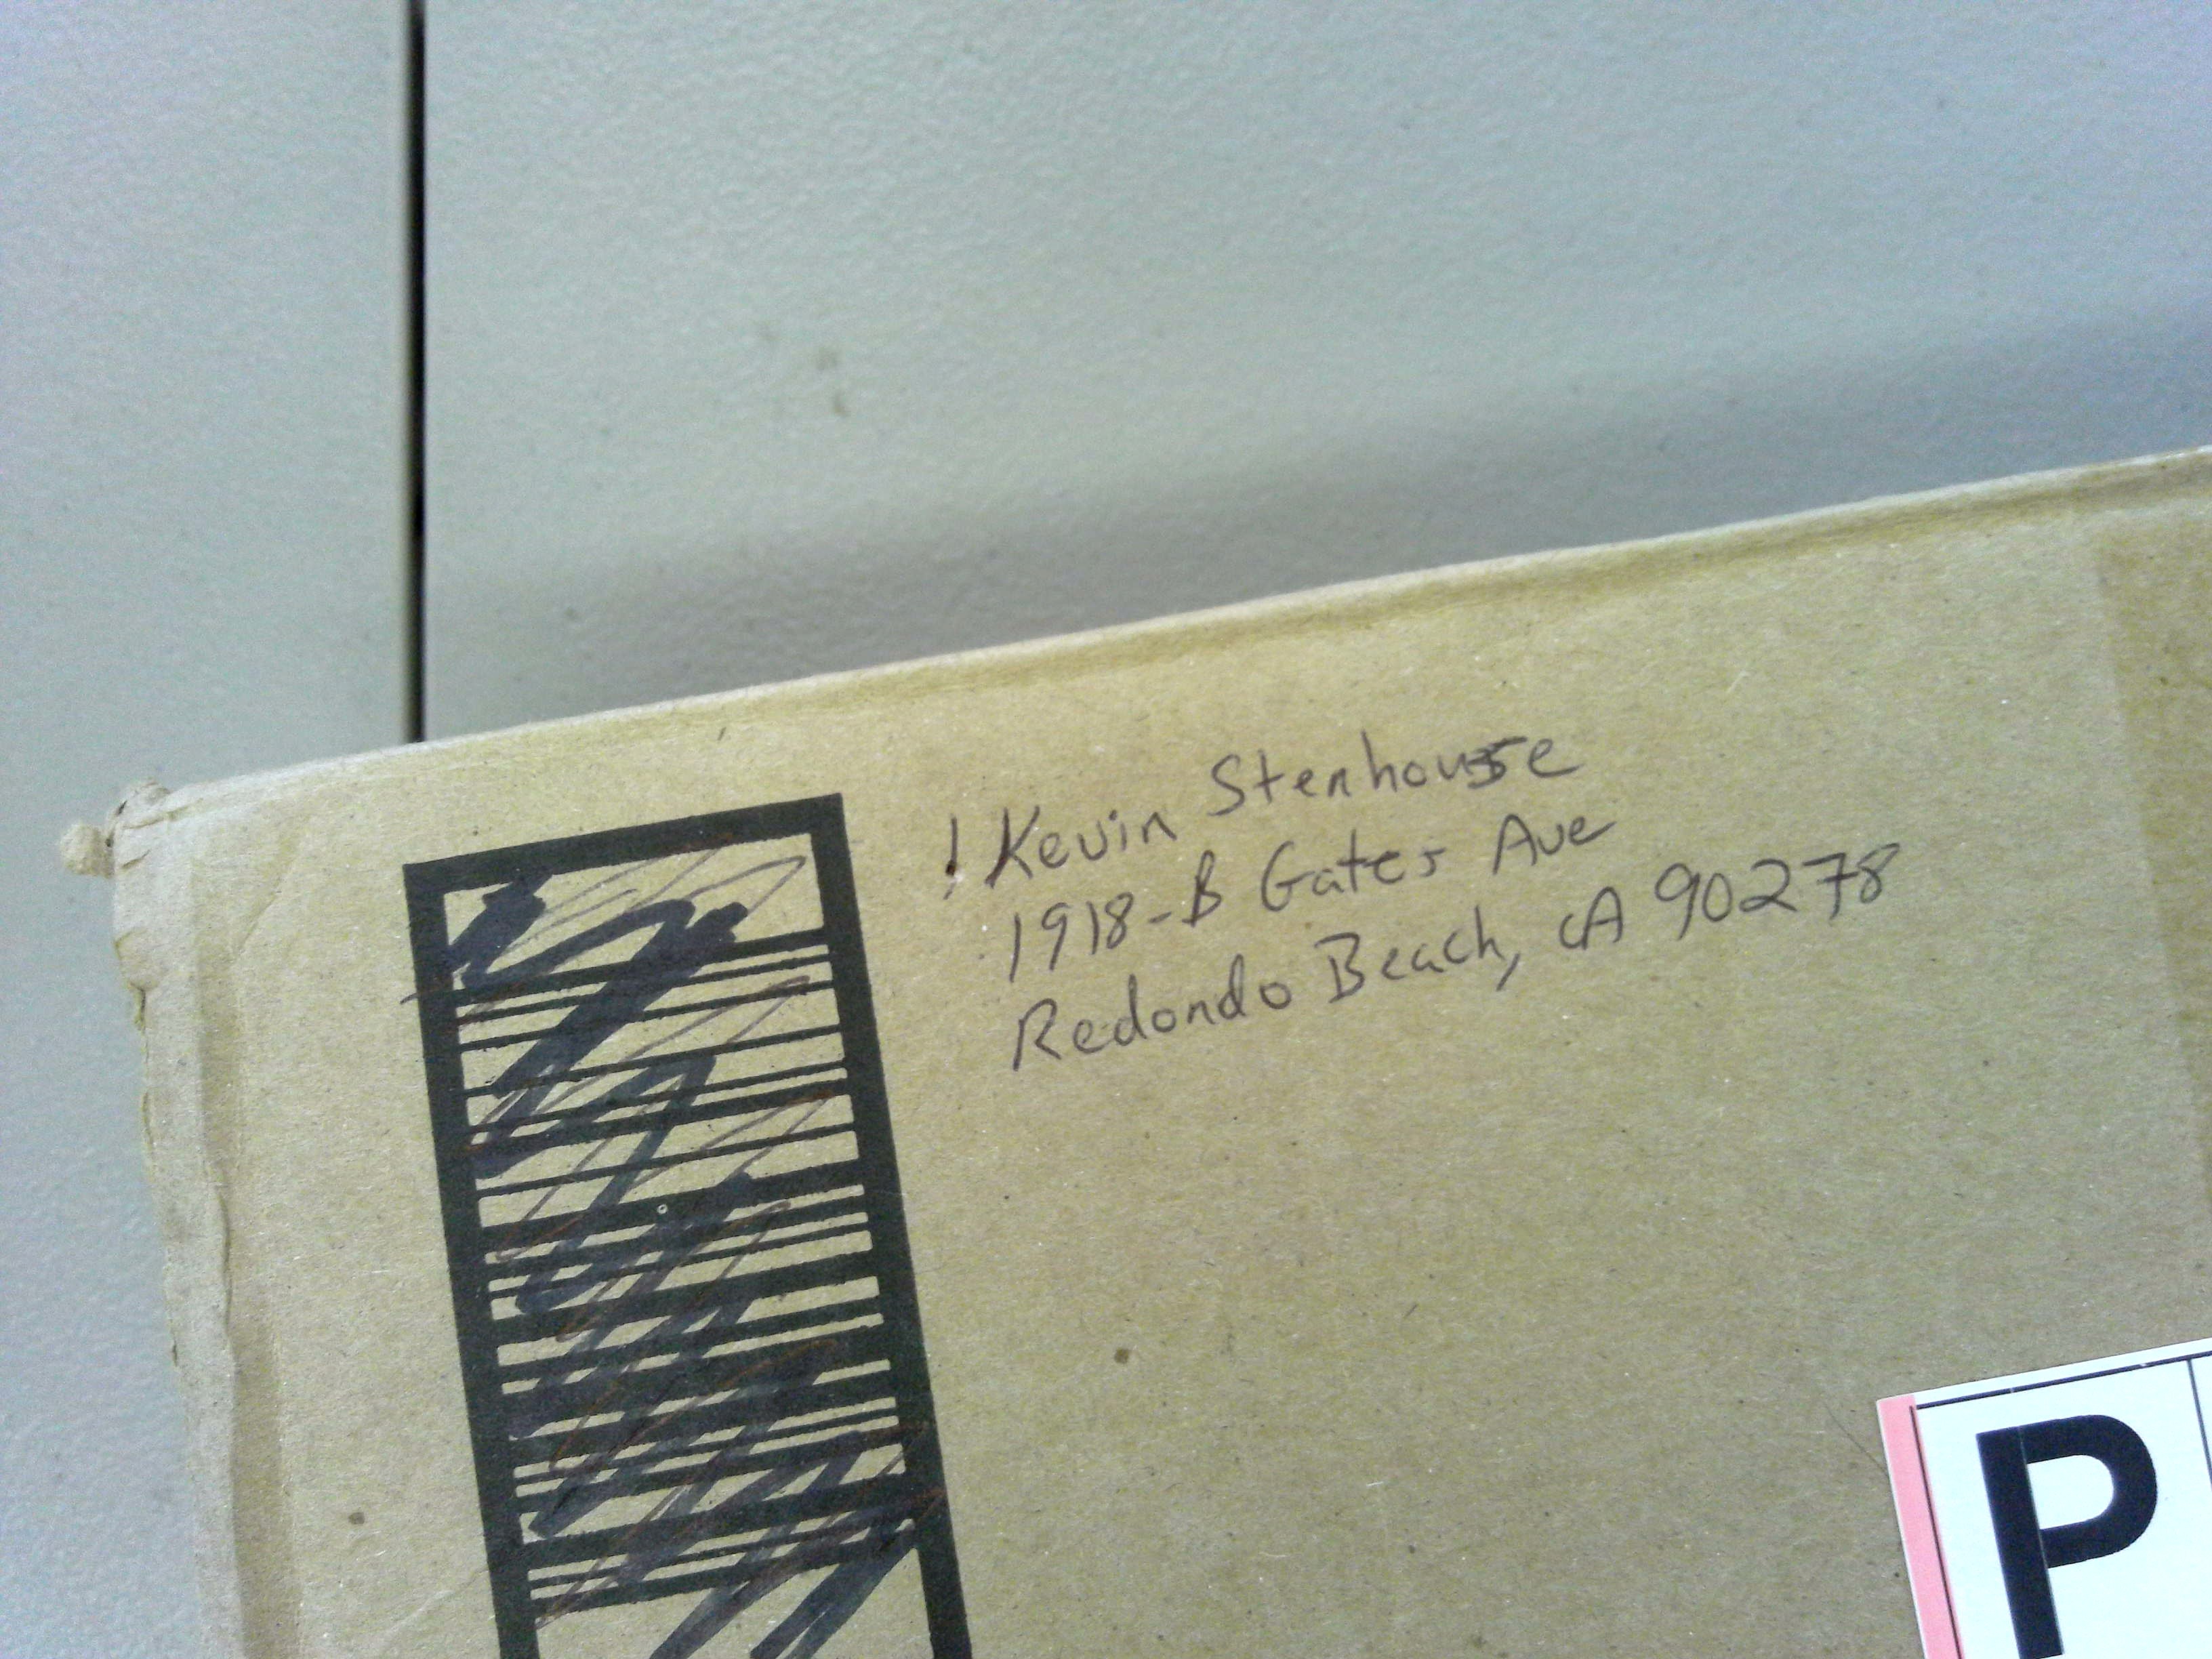 Kevin Stenhouse
1918-B Gates Ave
Redondo Beach, CA 90278
P